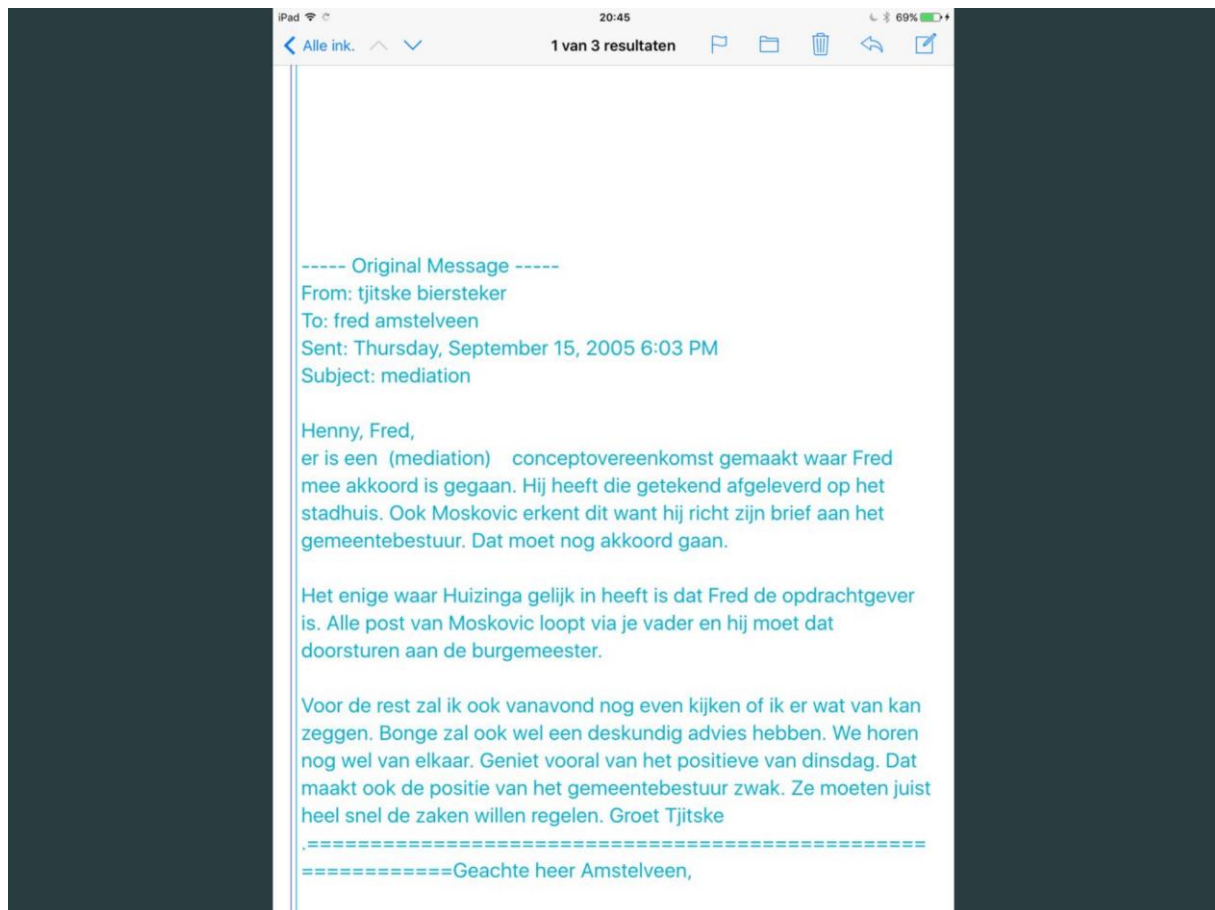 iPad 20:45 69%
Alle ink. 1 van 3 resultaten
----- Original Message -----
From: tjitske biersteker
To: fred amstelveen
Sent: Thursday, September 15, 2005 6:03 PM
Subject: mediation
Henny, Fred,
er is een  (mediation)    conceptovereenkomst gemaakt waar Fred
mee akkoord is gegaan. Hij heeft die getekend afgeleverd op het
stadhuis. Ook Moskovic erkent dit want hij richt zijn brief aan het
gemeentebestuur. Dat moet nog akkoord gaan.
Het enige waar Huizinga gelijk in heeft is dat Fred de opdrachtgever
is. Alle post van Moskovic loopt via je vader en hij moet dat
doorsturen aan de burgemeester.
Voor de rest zal ik ook vanavond nog even kijken of ik er wat van kan
zeggen. Bonge zal ook wel een deskundig advies hebben. We horen
nog wel van elkaar. Geniet vooral van het positieve van dinsdag. Dat
maakt ook de positie van het gemeentebestuur zwak. Ze moeten juist
heel snel de zaken willen regelen. Groet Tjitske
.=================================================
============Geachte heer Amstelveen,